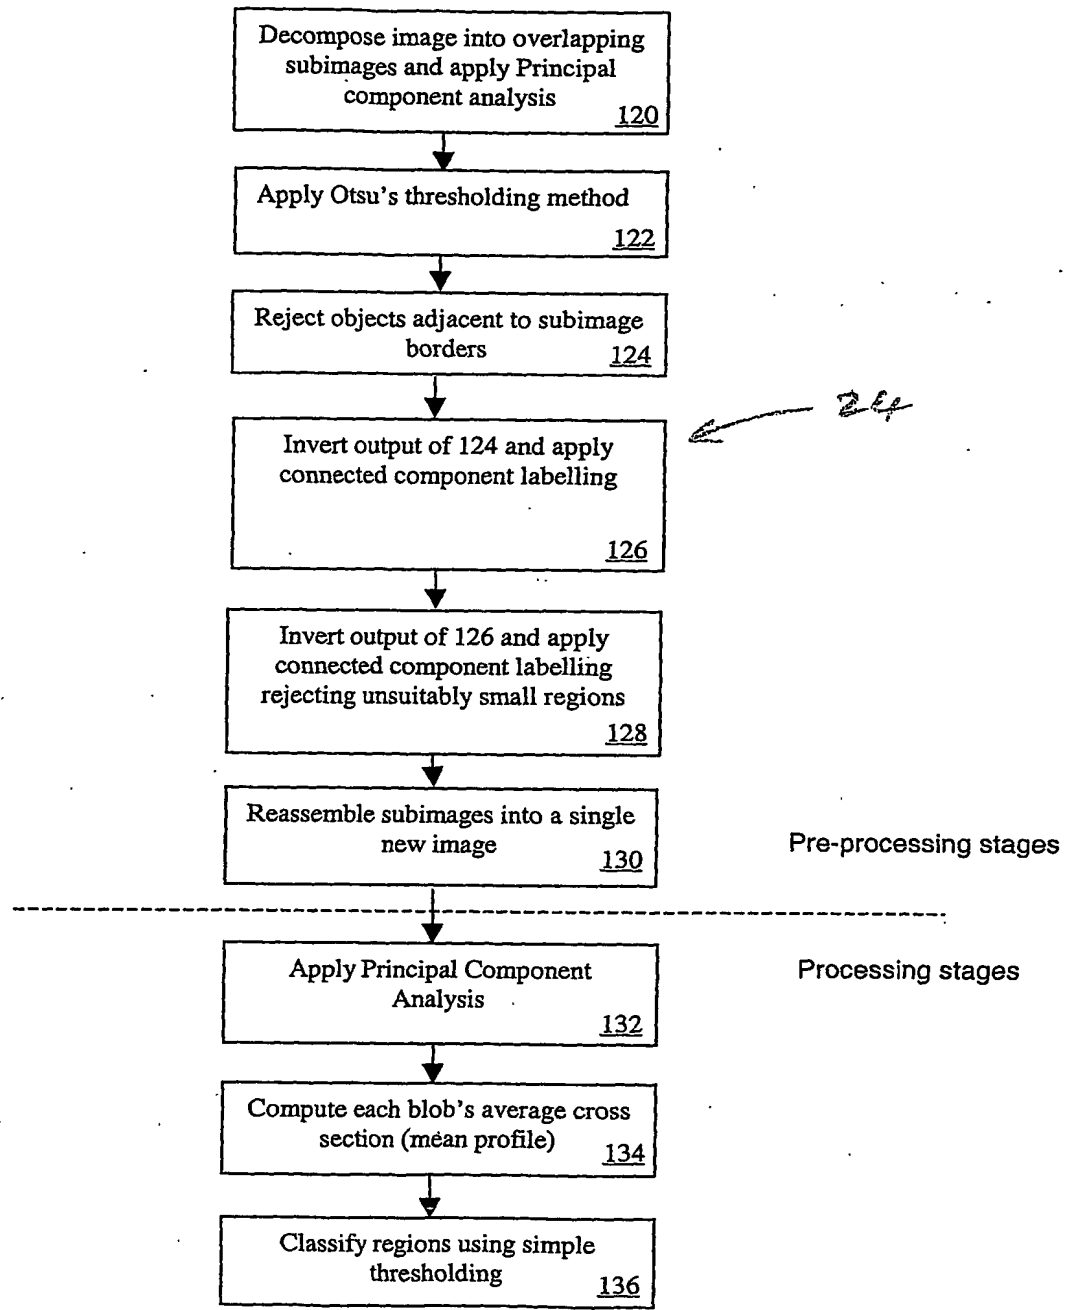 Decompose image into overlapping
subimages and apply Principal
component analysis
120
Apply Otsu's thresholding method
122
Reject objects adjacent to subimage
borders
124
24
Invert output of 124 and apply
connected component labelling
126
Invert output of 126 and apply
connected component labelling
rejecting unsuitably small regions
128
Reassemble subimages into a single
new image
130
Pre-processing stages
Processing stages
Apply Principal Component
Analysis
132
Compute each blob's average cross
section (mean profile)
134
Classify regions using simple
thresholding
136